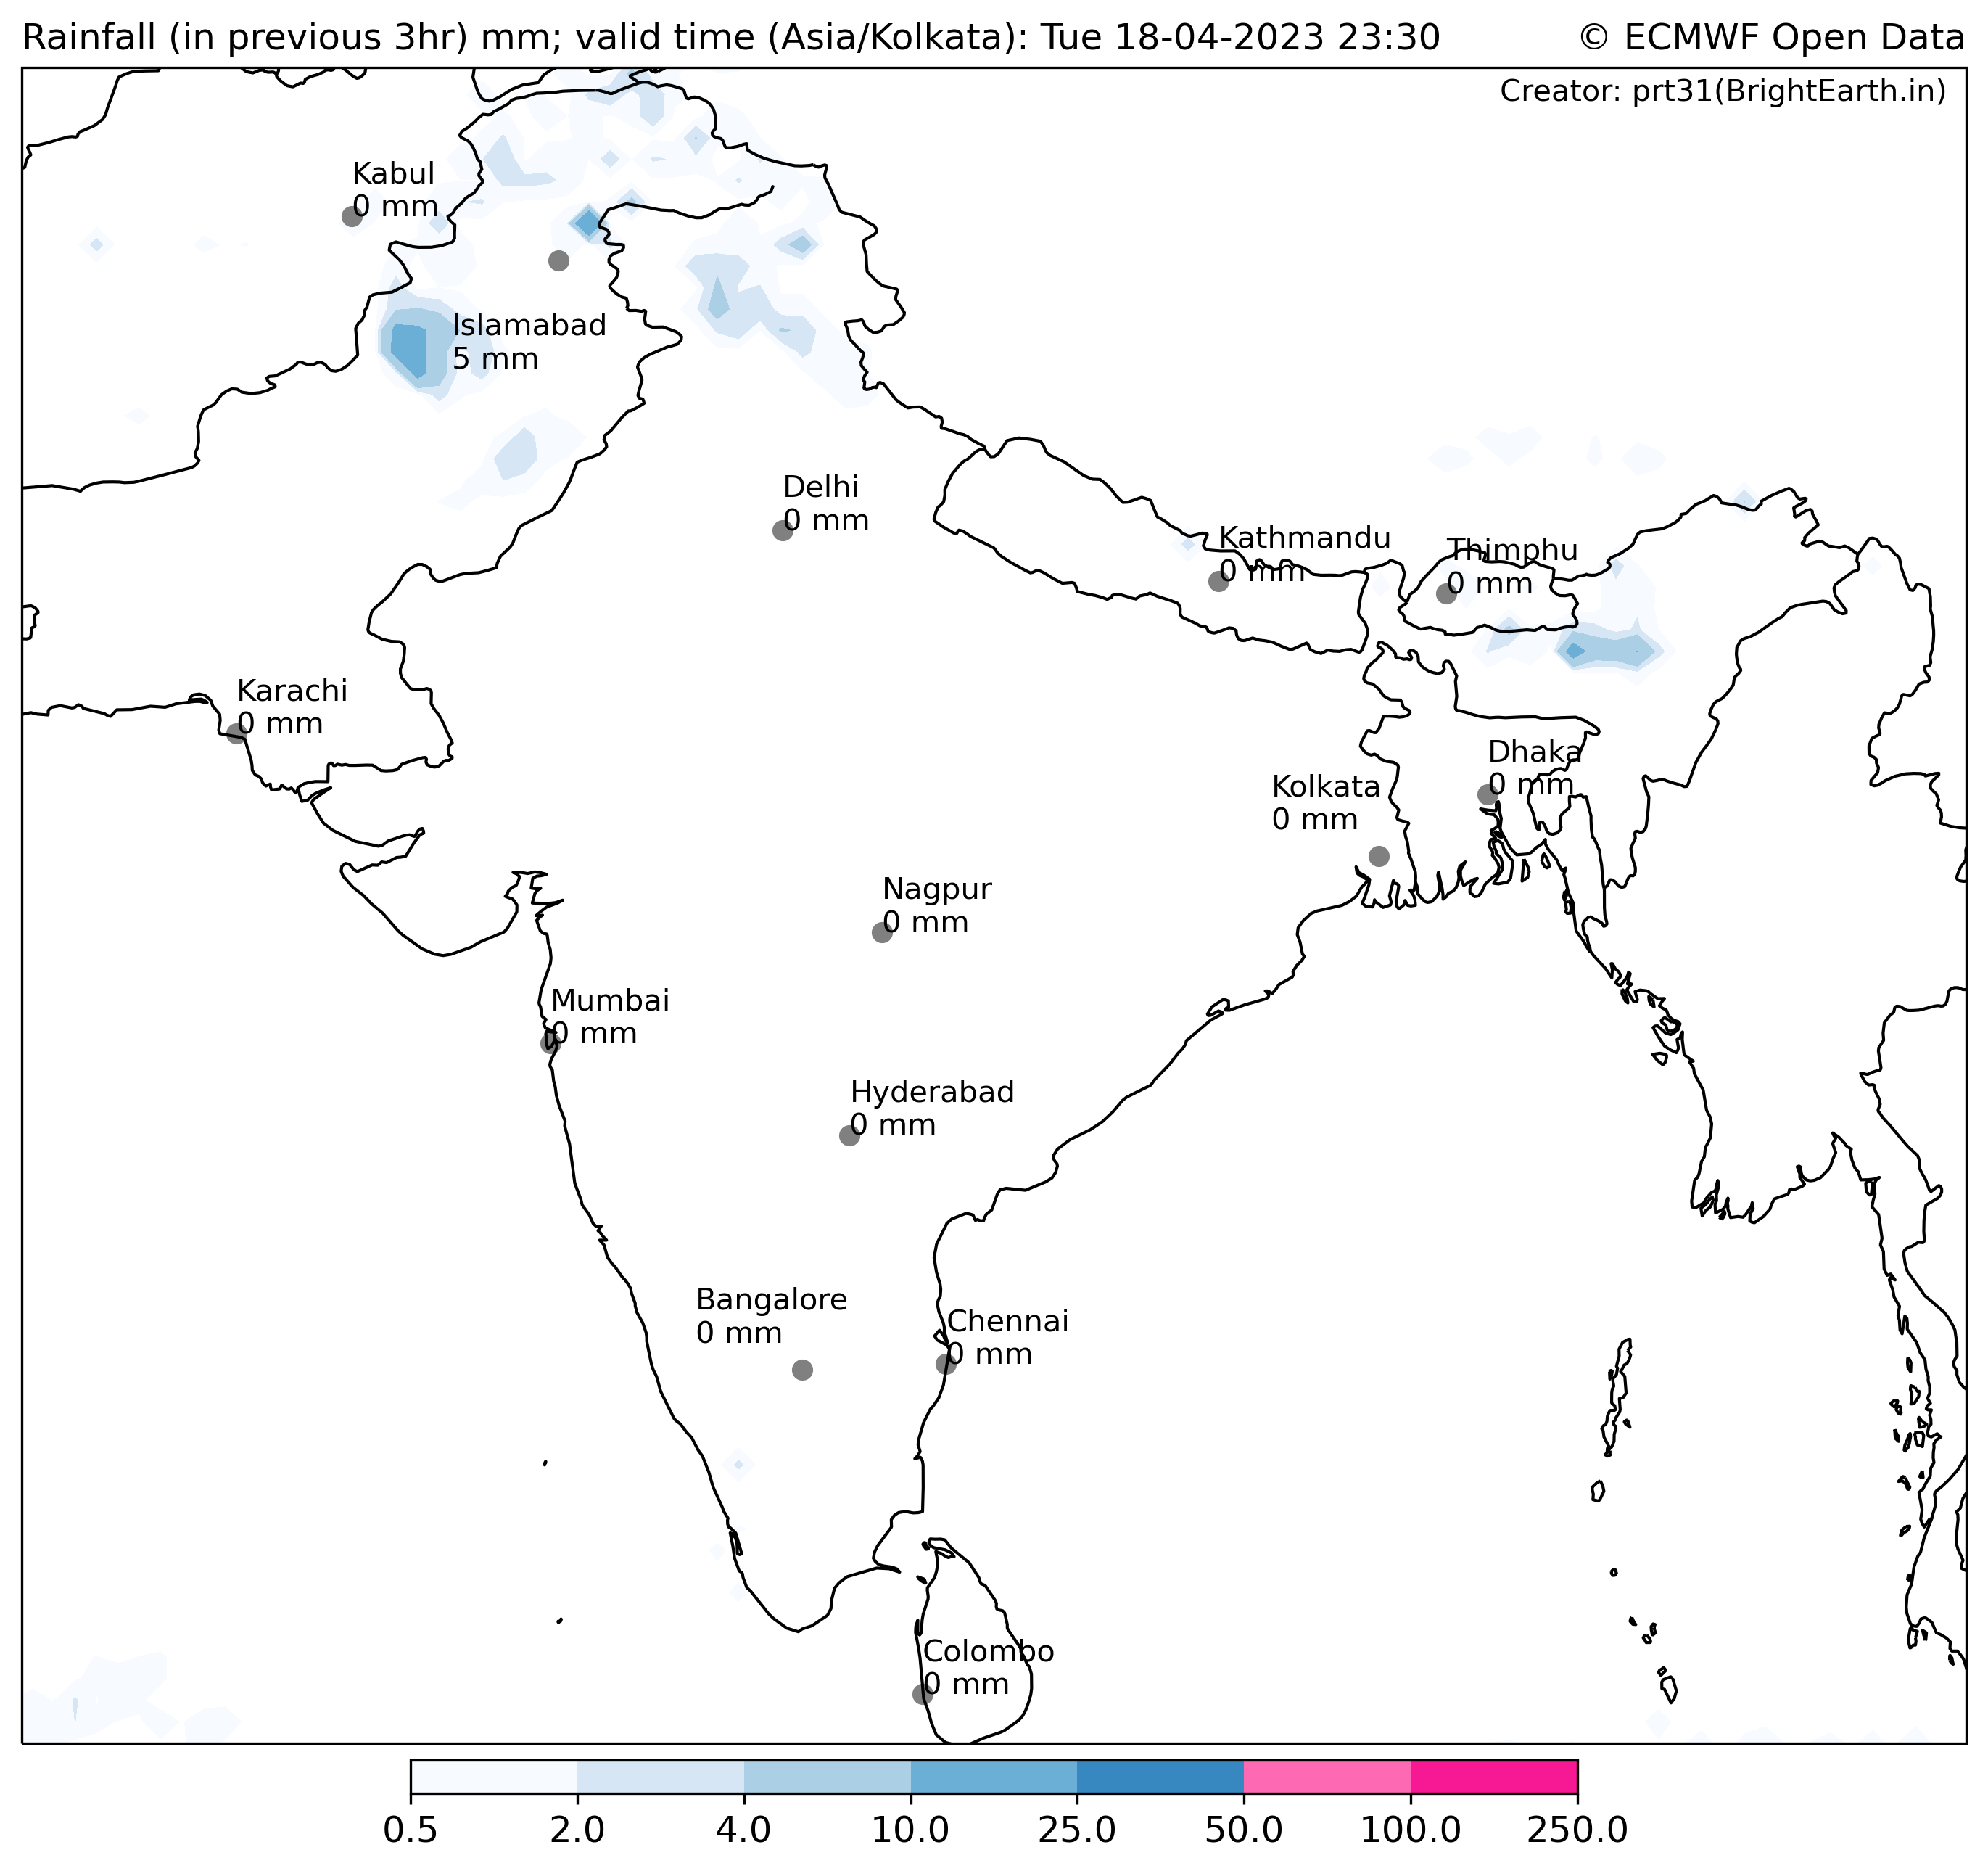 Rainfall (in previous 3hr) mm; valid time (Asia/Kolkata): Tue 18-04-2023 23:30
© ECMWF Open Data
Creator: prt31(BrightEarth.in)
Kabul
0 mm
Islamabad
5 mm
Delhi
0 mm
Kathmandu
0 mm
Thimphu
0 mm
Karachi
0 mm
Dhaka
0 mm
Kolkata
0 mm
Nagpur
0 mm
Mumbai
0 mm
Hyderabad
0 mm
Bangalore
0 mm
Chennai
0 mm
Colombo
0 mm
0.5 2.0 4.0 10.0 25.0 50.0 100.0 250.0